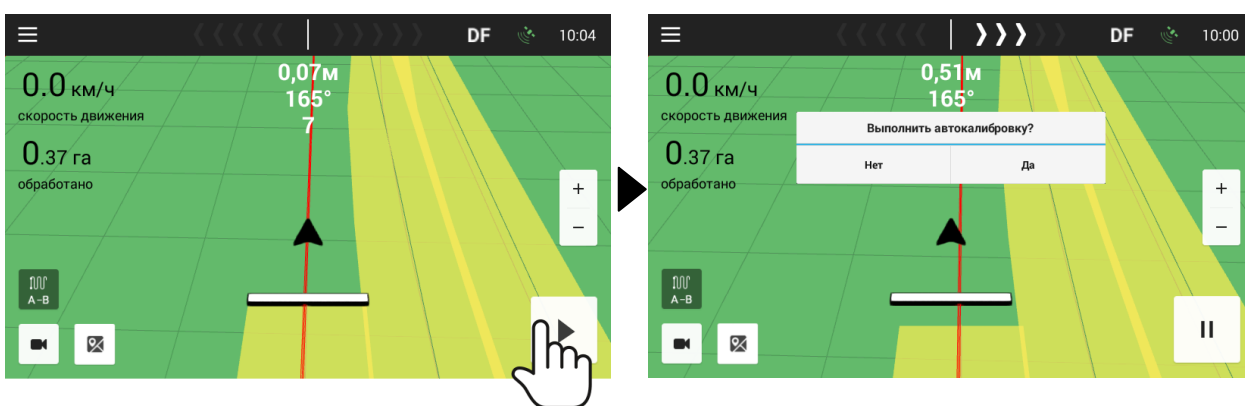 DF 10:04
0,07м
165°
7
0.0 км/ч
скорость движения
0.37 га
обработано
+
−
A–B
DF 10:00
0,51м
165°
0.0 км/ч
скорость движения
Выполнить автокалибровку?
Нет Да
0.37 га
обработано
+
−
A–B